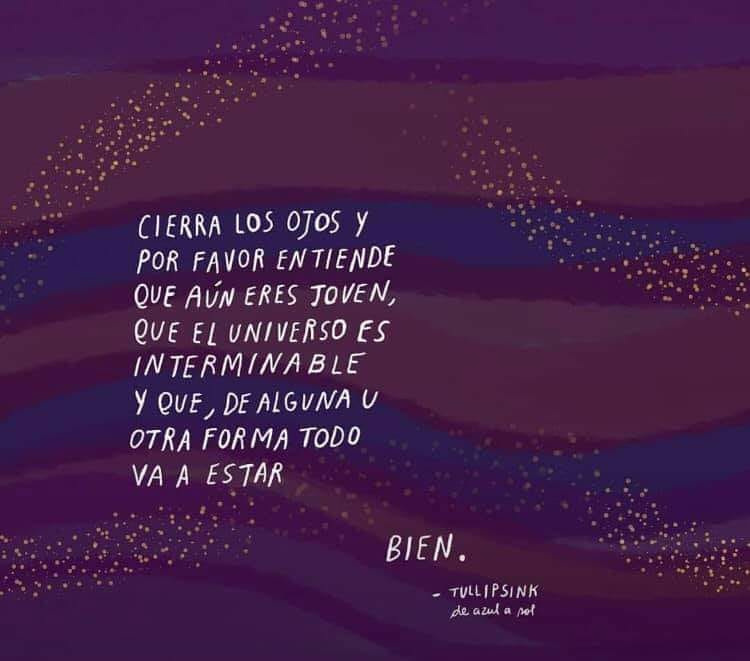 CIERRA LOS OJOS Y
POR FAVOR ENTIENDE
QUE AÚN ERES JOVEN,
QUE EL UNIVERSO ES
INTERMINABLE
Y QUE, DE ALGUNA U
OTRA FORMA TODO
VA A ESTAR
BIEN.
- TULLIPSINK
de azul a sol